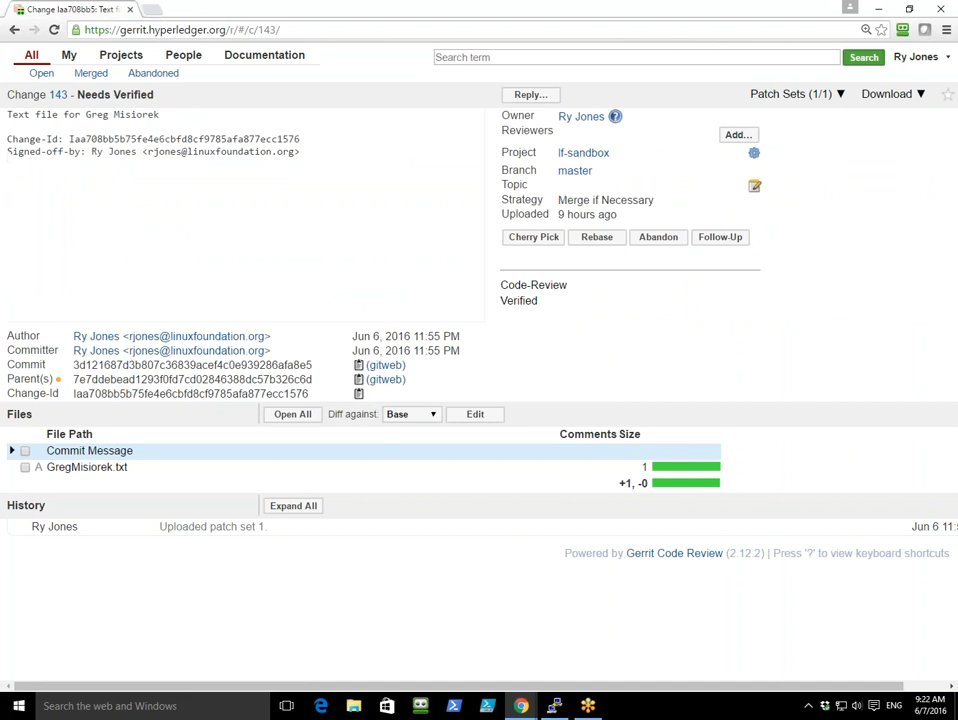 Change Iaa708bb5: Text fi
https://gerrit.hyperledger.org/r/#/c/143/
All My Projects People Documentation
Search term
Search
Ry Jones
Open Merged Abandoned
Change 143 - Needs Verified
Reply...
Patch Sets (1/1) ▼ Download ▼
Text file for Greg Misiorek
Change-Id: Iaa708bb5b75fe4e6cbfd8cf9785afa877ecc1576
Signed-off-by: Ry Jones <rjones@linuxfoundation.org>
Owner Ry Jones
Reviewers
Add...
Project lf-sandbox
Branch master
Topic
Strategy Merge if Necessary
Uploaded 9 hours ago
Cherry Pick Rebase Abandon Follow-Up
Code-Review
Verified
Author Ry Jones <rjones@linuxfoundation.org> Jun 6, 2016 11:55 PM
Committer Ry Jones <rjones@linuxfoundation.org> Jun 6, 2016 11:55 PM
Commit 3d121687d3b807c36839acef4c0e939286afa8e5 (gitweb)
Parent(s) 7e7ddebead1293f0fd7cd02846388dc57b326c6d (gitweb)
Change-Id Iaa708bb5b75fe4e6cbfd8cf9785afa877ecc1576
Files
Open All Diff against: Base ▼ Edit
File Path Comments Size
Commit Message
A GregMisiorek.txt 1
+1, -0
History
Expand All
Ry Jones Uploaded patch set 1. Jun 6 11:
Powered by Gerrit Code Review (2.12.2) | Press '?' to view keyboard shortcuts
Search the web and Windows
ENG
9:22 AM
6/7/2016